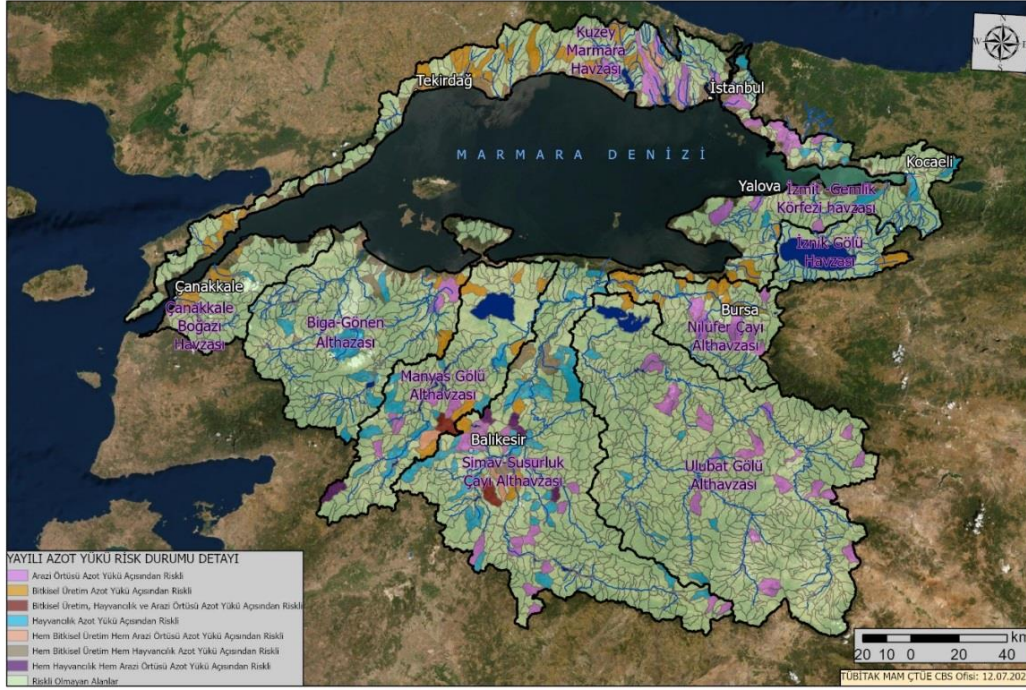 N
W
S
Kuzey
Marmara
Havzası
Tekirdağ
İstanbul
MARMARA DENİZİ
Kocaeli
Yalova
İzmit -Gemlik
Körfezi havzası
İznik Gölü
Havzası
Çanakkale
Çanakkale
Boğazı
Havzası
Biga-Gönen
Althazası
Bursa
Nilüfer Çayı
Althavzası
Manyas Gölü
Althavzası
Balıkesir
Simav-Susurluk
Çayı Althavzası
Ulubat Gölü
Althavzası
YAYILI AZOT YÜKÜ RİSK DURUMU DETAYI
Arazi Örtüsü Azot Yükü Açısından Riskli
Bitkisel Üretim Azot Yükü Açısından Riskli
Bitkisel Üretim, Hayvancılık ve Arazi Örtüsü Azot Yükü Açısından Riskli
Hayvancılık Azot Yükü Açısından Riskli
Hem Bitkisel Üretim Hem Arazi Örtüsü Azot Yükü Açısından Riskli
Hem Bitkisel Üretim Hem Hayvancılık Azot Yükü Açısından Riskli
Hem Hayvancılık Hem Arazi Örtüsü Azot Yükü Açısından Riskli
Riskli Olmayan Alanlar
km
20 10 0 20 40
TÜBİTAK MAM ÇTÜE CBS Ofisi: 12.07.202